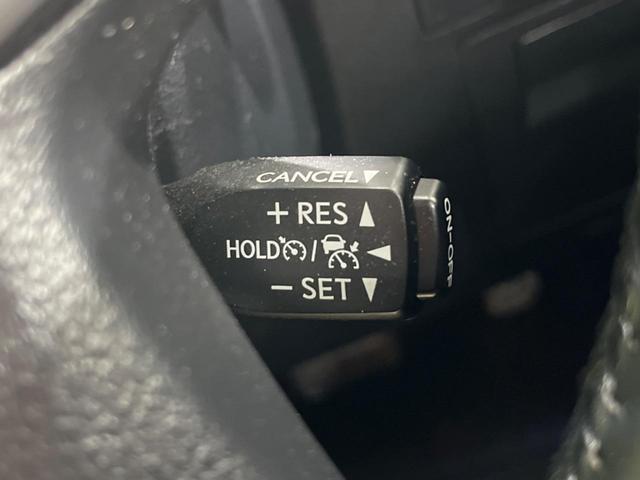 CANCEL▼
+ RES ▲
HOLD / ◀
− SET ▼
ON-OFF